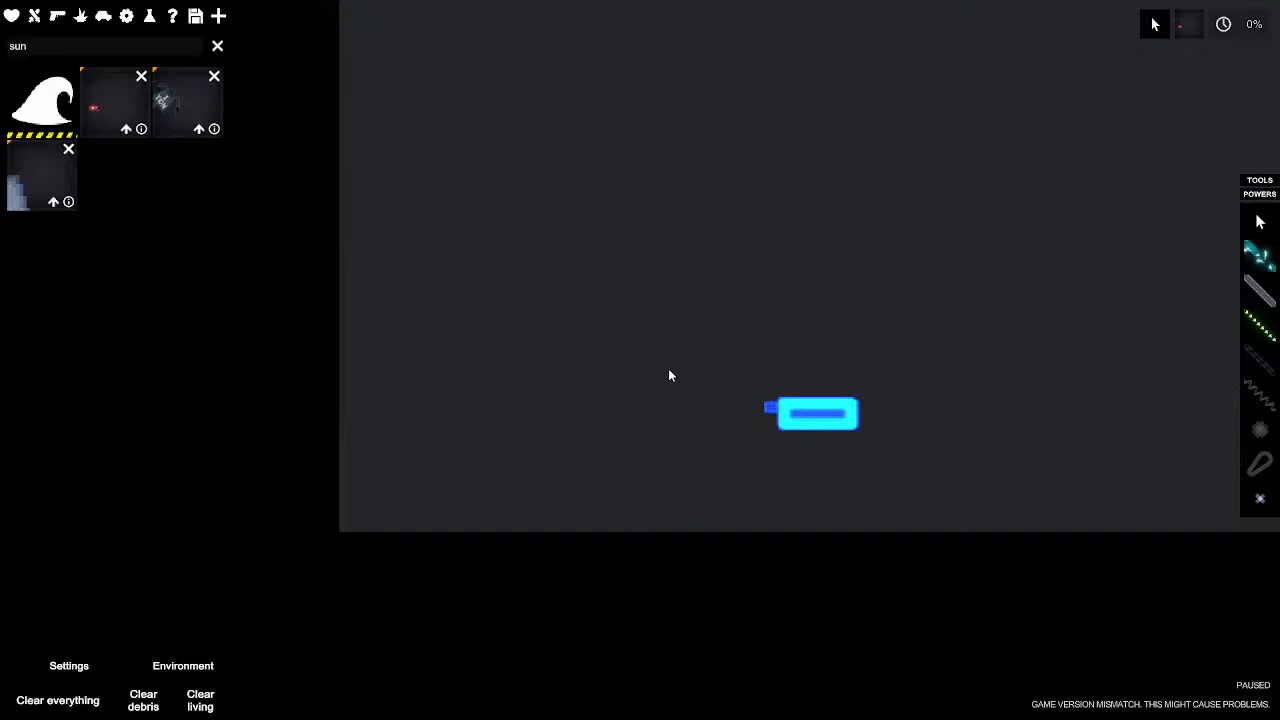 0%
sun
TOOLS
POWERS
Settings
Environment
Clear everything
Clear debris
Clear living
PAUSED
GAME VERSION MISMATCH. THIS MIGHT CAUSE PROBLEMS.